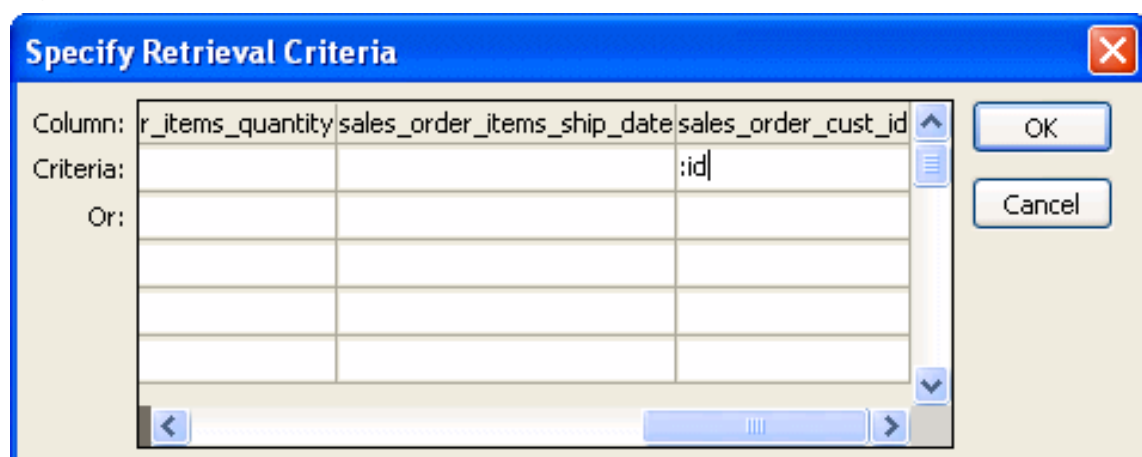 Specify Retrieval Criteria
Column: r_items_quantity sales_order_items_ship_date sales_order_cust_id OK
Criteria: :id
Or: Cancel